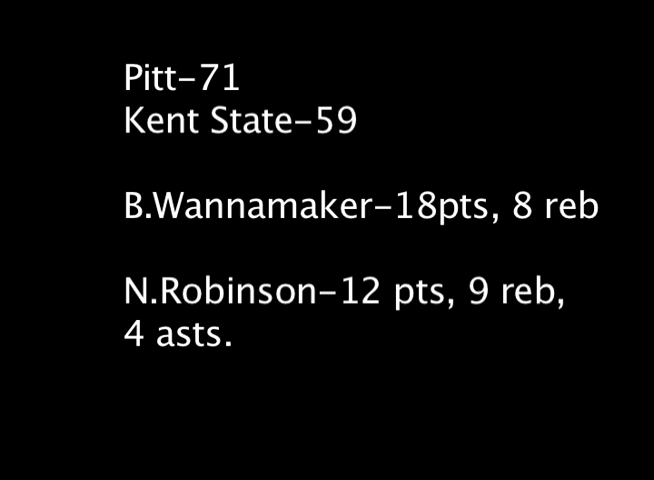 Pitt-71
Kent State-59
B.Wannamaker-18pts, 8 reb
N.Robinson-12 pts, 9 reb,
4 asts.